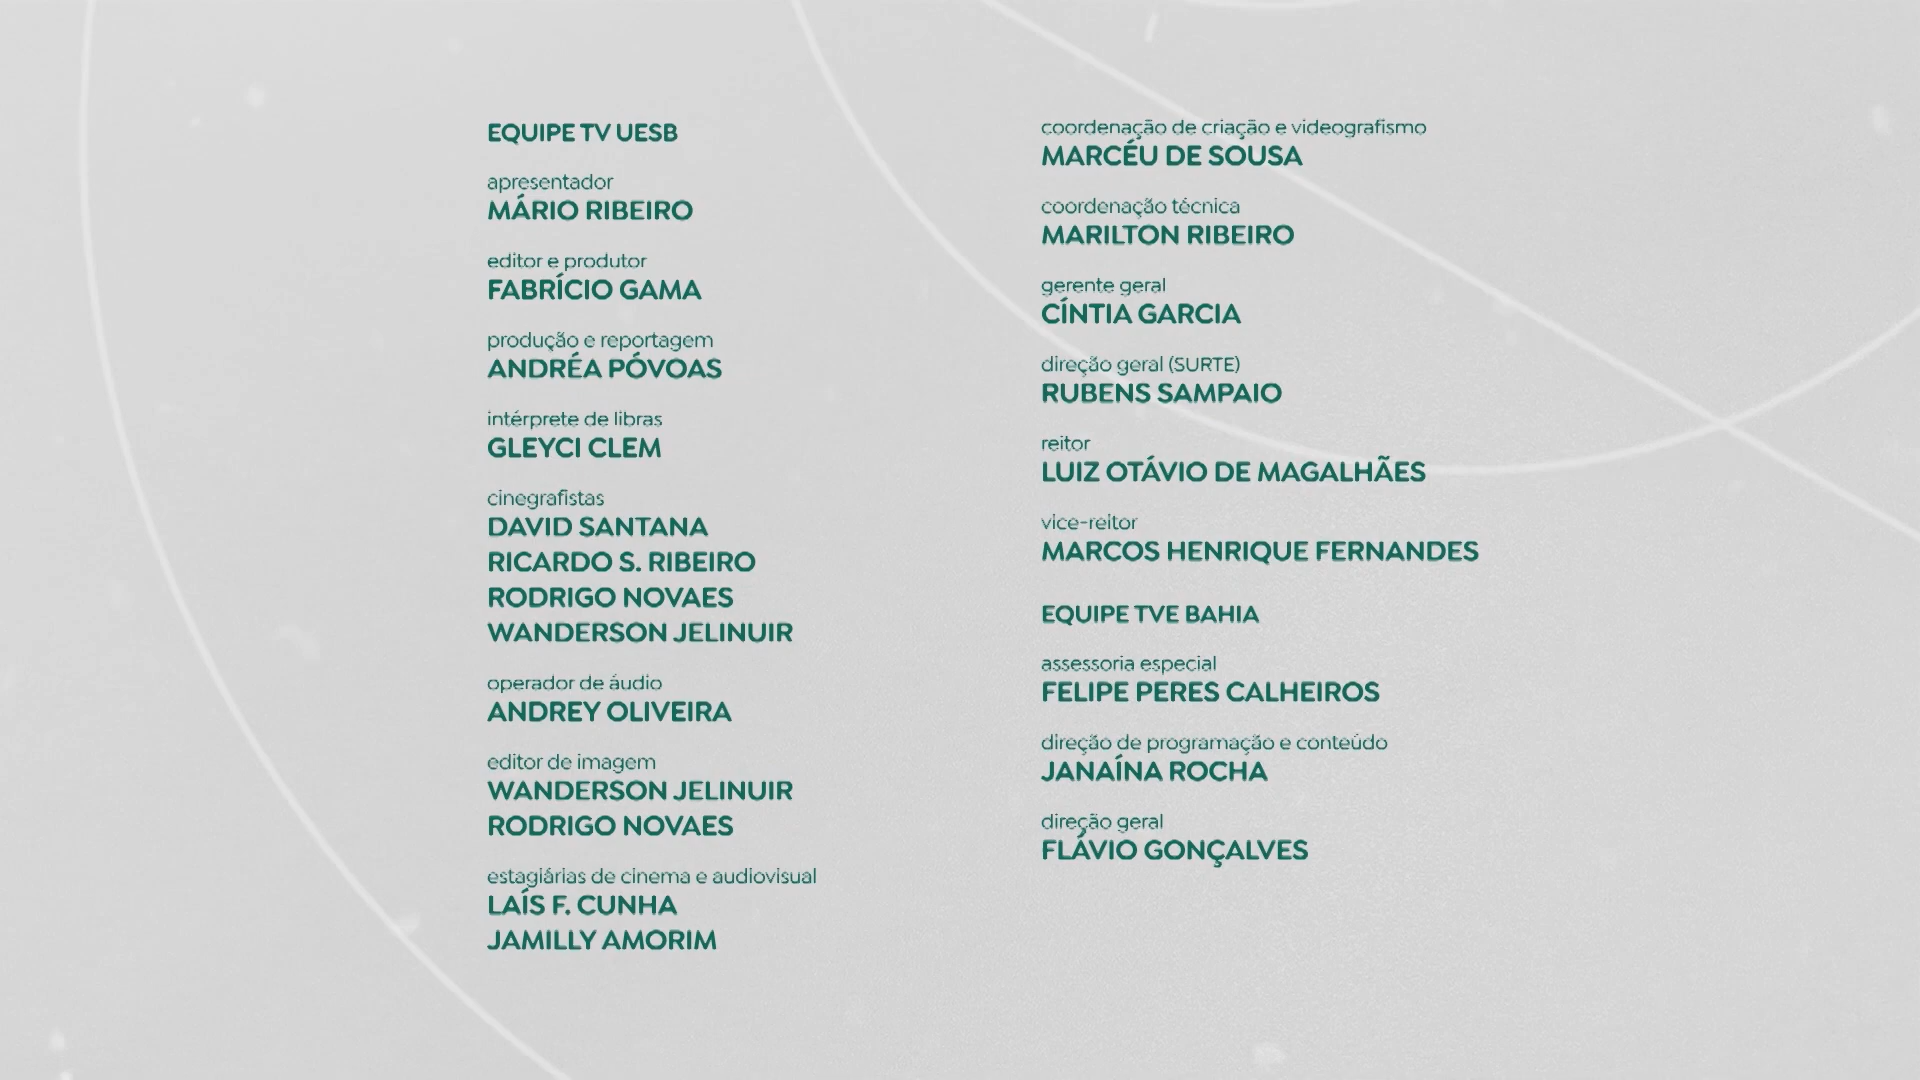 EQUIPE TV UESB
apresentador
MÁRIO RIBEIRO
editor e produtor
FABRÍCIO GAMA
produção e reportagem
ANDRÉA PÓVOAS
intérprete de libras
GLEYCI CLEM
cinegrafistas
DAVID SANTANA
RICARDO S. RIBEIRO
RODRIGO NOVAES
WANDERSON JELINUIR
operador de áudio
ANDREY OLIVEIRA
editor de imagem
WANDERSON JELINUIR
RODRIGO NOVAES
estagiárias de cinema e audiovisual
LAÍS F. CUNHA
JAMILLY AMORIM
coordenação de criação e videografismo
MARCÉU DE SOUSA
coordenação técnica
MARILTON RIBEIRO
gerente geral
CÍNTIA GARCIA
direção geral (SURTE)
RUBENS SAMPAIO
reitor
LUIZ OTÁVIO DE MAGALHÃES
vice-reitor
MARCOS HENRIQUE FERNANDES
EQUIPE TVE BAHIA
assessoria especial
FELIPE PERES CALHEIROS
direção de programação e conteúdo
JANAÍNA ROCHA
direção geral
FLÁVIO GONÇALVES